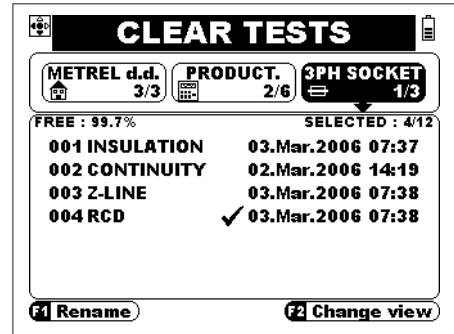 CLEAR TESTS
METREL d.d. PRODUCT. 3PH SOCKET
3/3 2/6 1/3
FREE : 99.7% SELECTED : 4/12
001 INSULATION 03.Mar.2006 07:37
002 CONTINUITY 02.Mar.2006 14:19
003 Z-LINE 03.Mar.2006 07:38
004 RCD 03.Mar.2006 07:38
F1 Rename F2 Change view